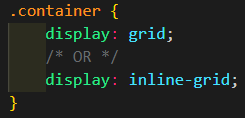 .container {
display: grid;
/* OR */
display: inline-grid;
}